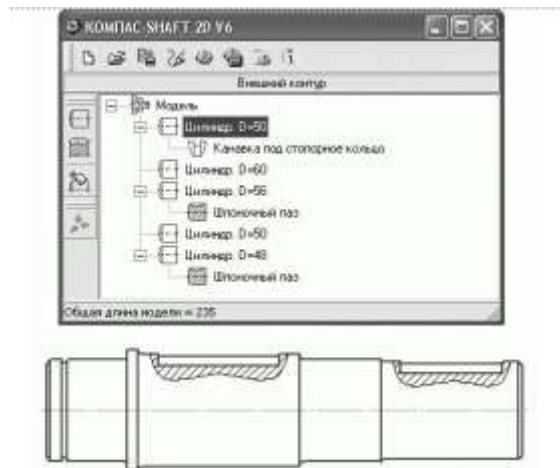 КОМПАС-SHAFT 2D V6
Внешний контур
Модель
Цилиндр D=50
Канавка под стопорное кольцо
Цилиндр D=60
Цилиндр D=56
Шпоночный паз
Цилиндр D=50
Цилиндр D=48
Шпоночный паз
Общая длина модели = 235